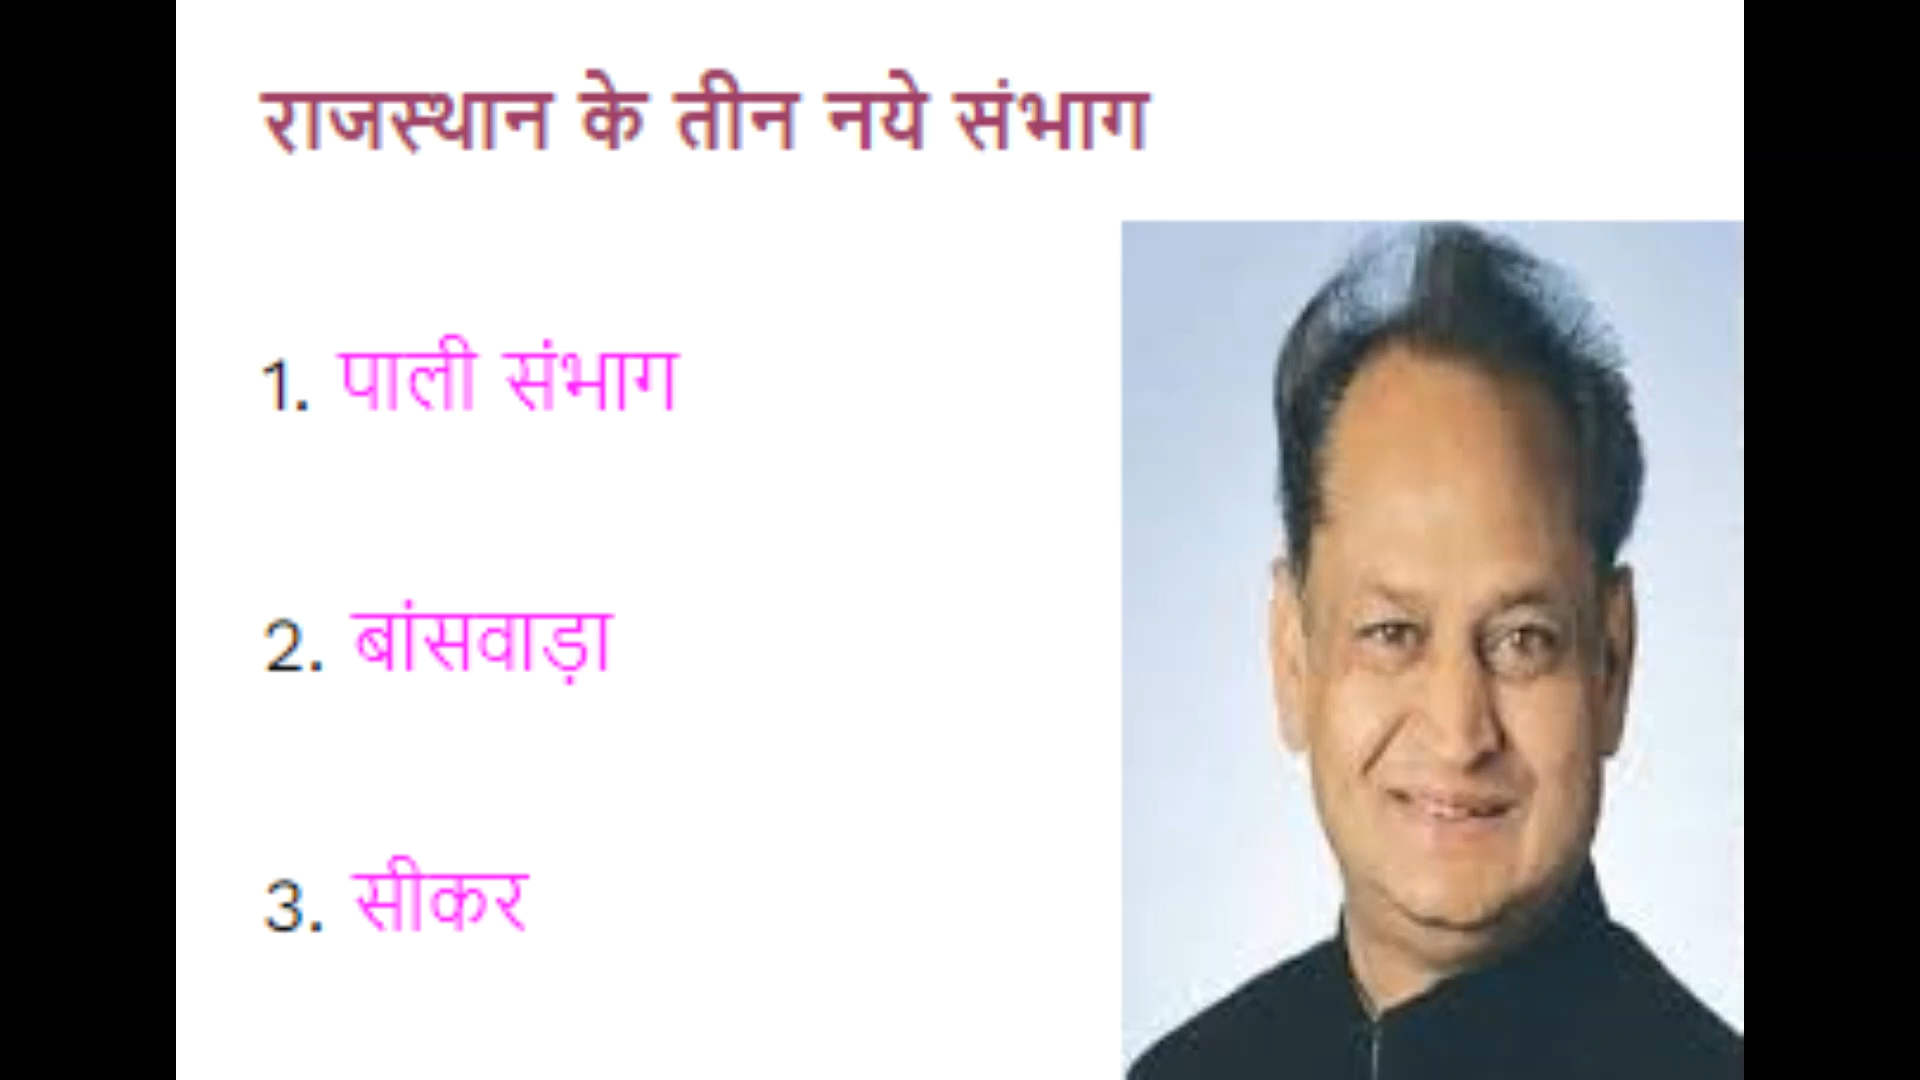 राजस्थान के तीन नये संभाग
1. पाली संभाग
2. बांसवाड़ा
3. सीकर